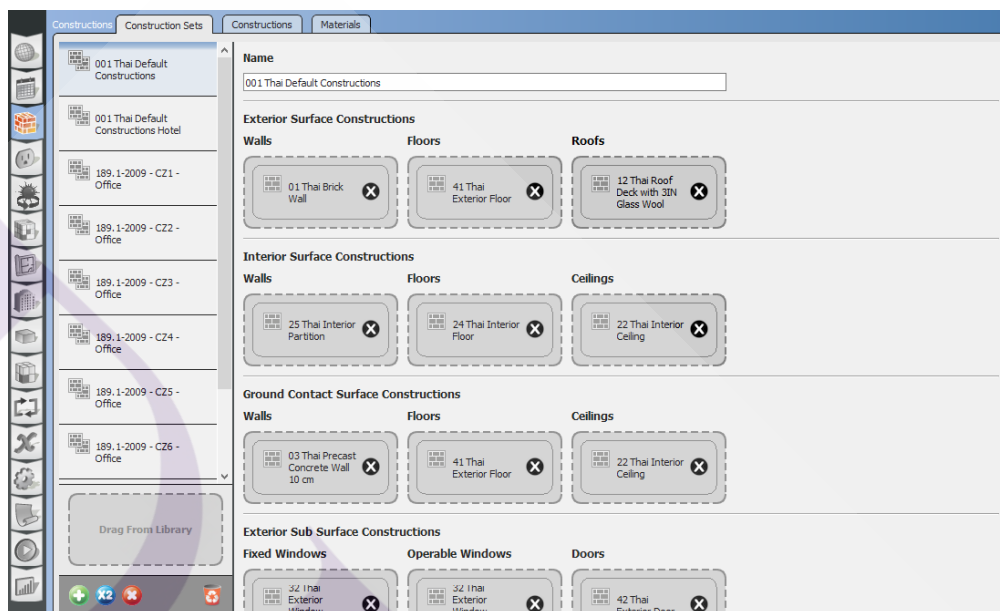 Constructions
Construction Sets
Constructions
Materials
001 Thai Default
Constructions
001 Thai Default
Constructions Hotel
189.1-2009 - CZ1 -
Office
189.1-2009 - CZ2 -
Office
189.1-2009 - CZ3 -
Office
189.1-2009 - CZ4 -
Office
189.1-2009 - CZ5 -
Office
189.1-2009 - CZ6 -
Office
Drag From Library
X2
Name
001 Thai Default Constructions
Exterior Surface Constructions
Walls
Floors
Roofs
01 Thai Brick
Wall
41 Thai
Exterior Floor
12 Thai Roof
Deck with 3IN
Glass Wool
Interior Surface Constructions
Walls
Floors
Ceilings
25 Thai Interior
Partition
24 Thai Interior
Floor
22 Thai Interior
Ceiling
Ground Contact Surface Constructions
Walls
Floors
Ceilings
03 Thai Precast
Concrete Wall
10 cm
41 Thai
Exterior Floor
22 Thai Interior
Ceiling
Exterior Sub Surface Constructions
Fixed Windows
Operable Windows
Doors
32 Thai
Exterior
Window
32 Thai
Exterior
Window
42 Thai
Exterior Door